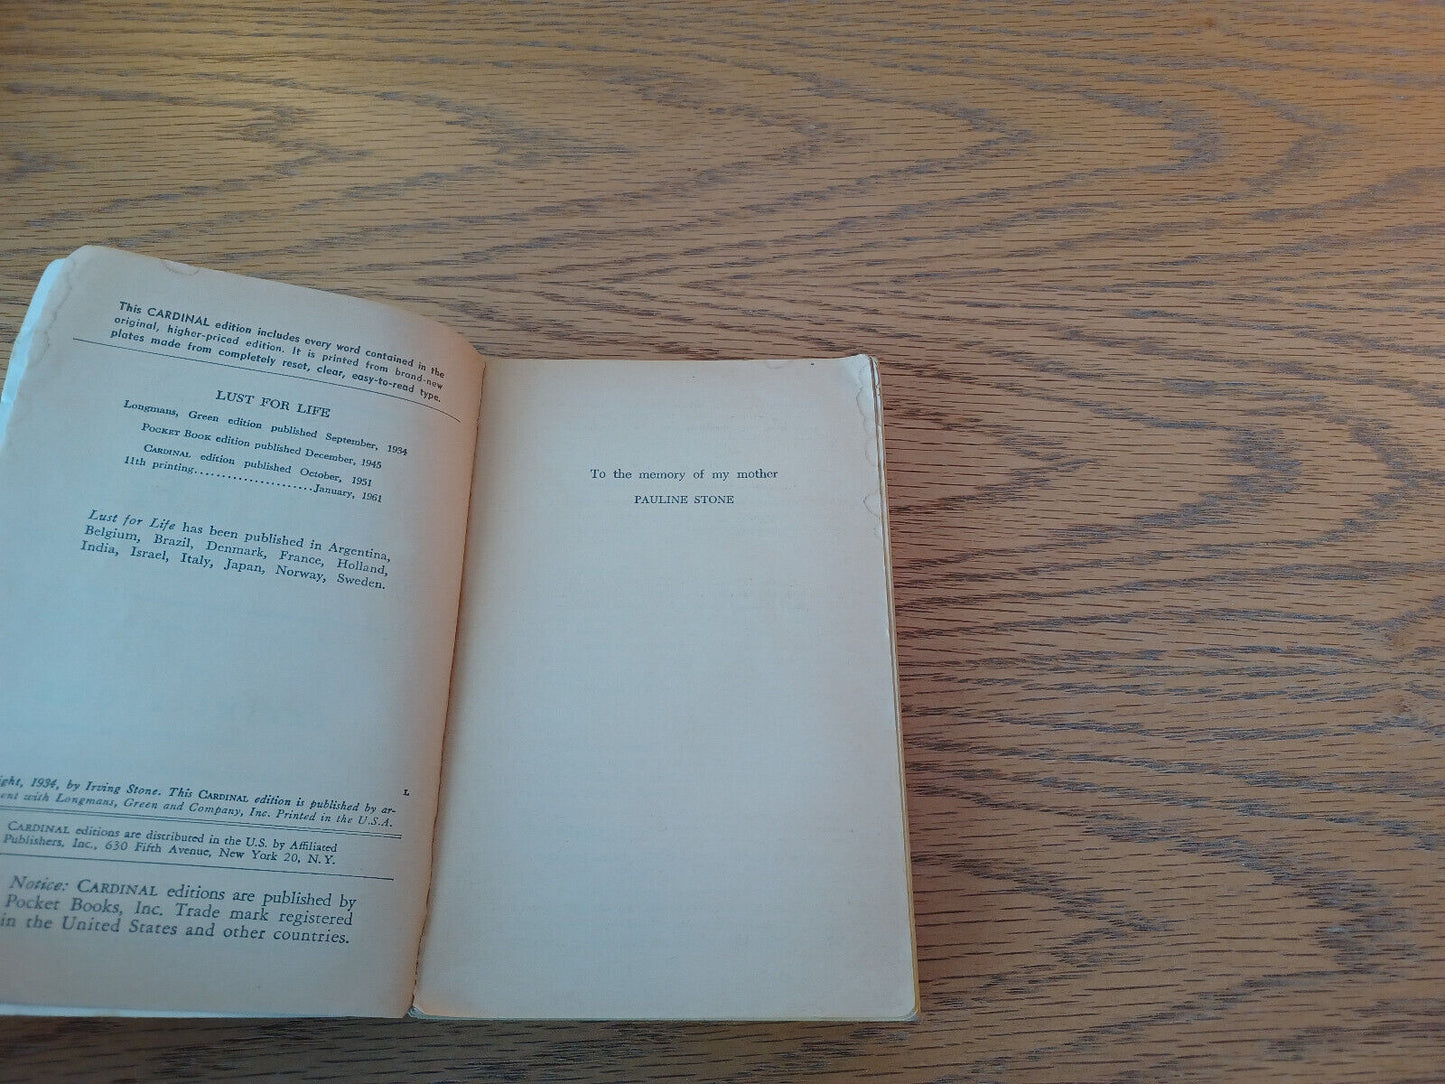 This CARDINAL edition includes every word contained in the
original, higher-priced edition. It is printed from brand-new
plates made from completely reset, clear, easy-to-read type.
LUST FOR LIFE
Longmans, Green edition published September, 1934
POCKET BOOK edition published December, 1945
CARDINAL edition published October, 1951
11th printing.....................January, 1961
Lust for Life has been published in Argentina,
Belgium, Brazil, Denmark, France, Holland,
India, Israel, Italy, Japan, Norway, Sweden.
L
ight, 1934, by Irving Stone. This CARDINAL edition is published by ar-
ent with Longmans, Green and Company, Inc. Printed in the U.S.A.
CARDINAL editions are distributed in the U.S. by Affiliated
Publishers, Inc., 630 Fifth Avenue, New York 20, N.Y.
Notice: CARDINAL editions are published by
Pocket Books, Inc. Trade mark registered
in the United States and other countries.
To the memory of my mother
PAULINE STONE